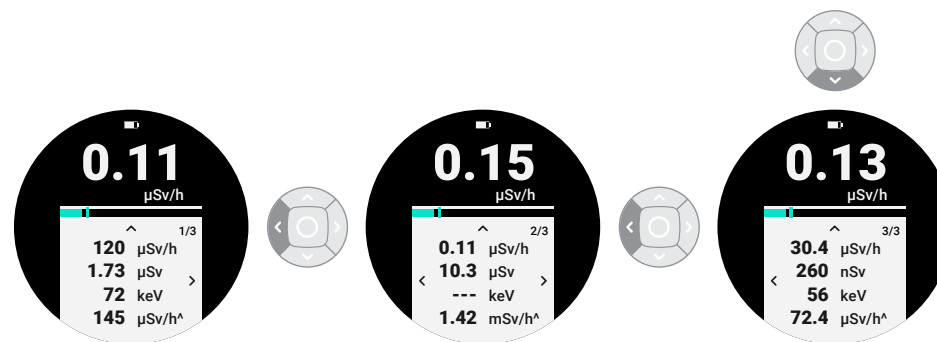 0.11
µSv/h
1/3
120 µSv/h
1.73 µSv
72 keV
145 µSv/h^
0.15
µSv/h
2/3
0.11 µSv/h
10.3 µSv
--- keV
1.42 mSv/h^
0.13
µSv/h
3/3
30.4 µSv/h
260 nSv
56 keV
72.4 µSv/h^